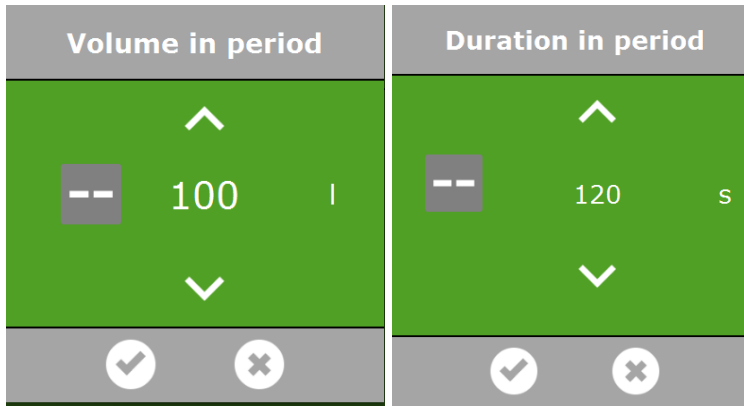 Volume in period
--
100
l
Duration in period
--
120
s